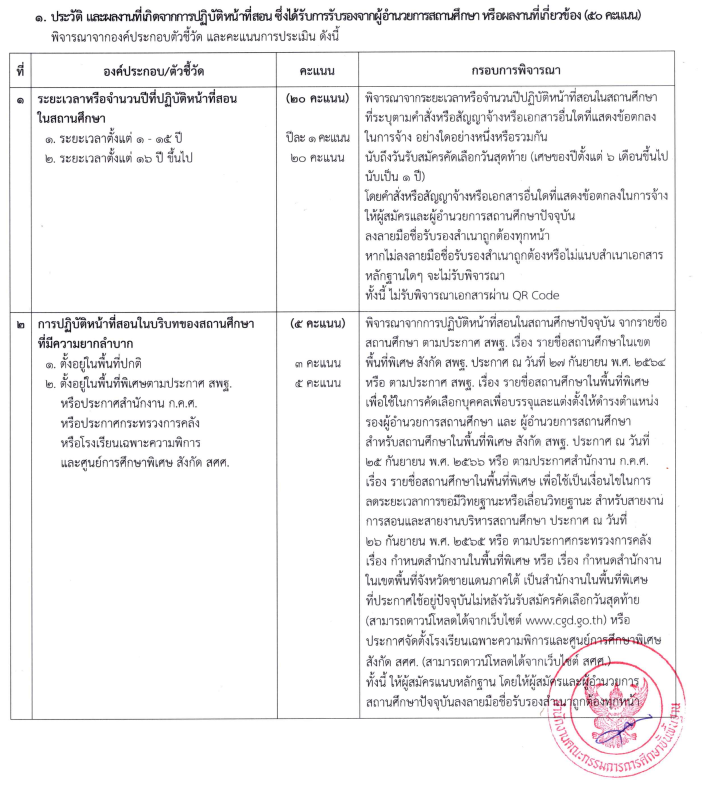 ๑. ประวัติ และผลงานที่เกิดจากการปฏิบัติหน้าที่สอน ซึ่งได้รับการรับรองจากผู้อำนวยการสถานศึกษา หรือผลงานที่เกี่ยวข้อง (๕๐ คะแนน)
พิจารณาจากองค์ประกอบตัวชี้วัด และคะแนนการประเมิน ดังนี้
ที่ องค์ประกอบ/ตัวชี้วัด คะแนน กรอบการพิจารณา
๑ ระยะเวลาหรือจำนวนปีที่ปฏิบัติหน้าที่สอน
ในสถานศึกษา
๑. ระยะเวลาตั้งแต่ ๑ - ๑๕ ปี
๒. ระยะเวลาตั้งแต่ ๑๖ ปี ขึ้นไป
(๒๐ คะแนน)
ปีละ ๑ คะแนน
๒๐ คะแนน
พิจารณาจากระยะเวลาหรือจำนวนปีปฏิบัติหน้าที่สอนในสถานศึกษา
ที่ระบุตามคำสั่งหรือสัญญาจ้างหรือเอกสารอื่นใดที่แสดงข้อตกลง
ในการจ้าง อย่างใดอย่างหนึ่งหรือรวมกัน
นับถึงวันรับสมัครคัดเลือกวันสุดท้าย (เศษของปีตั้งแต่ ๖ เดือนขึ้นไป
นับเป็น ๑ ปี)
โดยคำสั่งหรือสัญญาจ้างหรือเอกสารอื่นใดที่แสดงข้อตกลงในการจ้าง
ให้ผู้สมัครและผู้อำนวยการสถานศึกษาปัจจุบัน
ลงลายมือชื่อรับรองสำเนาถูกต้องทุกหน้า
หากไม่ลงลายมือชื่อรับรองสำเนาถูกต้องหรือไม่แนบสำเนาเอกสาร
หลักฐานใดๆ จะไม่รับพิจารณา
ทั้งนี้ ไม่รับพิจารณาเอกสารผ่าน QR Code
๒ การปฏิบัติหน้าที่สอนในบริบทของสถานศึกษา
ที่มีความยากลำบาก
๑. ตั้งอยู่ในพื้นที่ปกติ
๒. ตั้งอยู่ในพื้นที่พิเศษตามประกาศ สพฐ.
หรือประกาศสำนักงาน ก.ค.ศ.
หรือประกาศกระทรวงการคลัง
หรือโรงเรียนเฉพาะความพิการ
และศูนย์การศึกษาพิเศษ สังกัด สศศ.
(๕ คะแนน)
๓ คะแนน
๕ คะแนน
พิจารณาจากการปฏิบัติหน้าที่สอนในสถานศึกษาปัจจุบัน จากรายชื่อ
สถานศึกษา ตามประกาศ สพฐ. เรื่อง รายชื่อสถานศึกษาในเขต
พื้นที่พิเศษ สังกัด สพฐ. ประกาศ ณ วันที่ ๒๗ กันยายน พ.ศ. ๒๕๖๔
หรือ ตามประกาศ สพฐ. เรื่อง รายชื่อสถานศึกษาในพื้นที่พิเศษ
เพื่อใช้ในการคัดเลือกบุคคลเพื่อบรรจุและแต่งตั้งให้ดำรงตำแหน่ง
รองผู้อำนวยการสถานศึกษา และ ผู้อำนวยการสถานศึกษา
สำหรับสถานศึกษาในพื้นที่พิเศษ สังกัด สพฐ. ประกาศ ณ วันที่
๒๕ กันยายน พ.ศ. ๒๕๖๖ หรือ ตามประกาศสำนักงาน ก.ค.ศ.
เรื่อง รายชื่อสถานศึกษาในพื้นที่พิเศษ เพื่อใช้เป็นเงื่อนไขในการ
ลดระยะเวลาการขอมีวิทยฐานะหรือเลื่อนวิทยฐานะ สำหรับสายงาน
การสอนและสายงานบริหารสถานศึกษา ประกาศ ณ วันที่
๒๖ กันยายน พ.ศ. ๒๕๖๕ หรือ ตามประกาศกระทรวงการคลัง
เรื่อง กำหนดสำนักงานในพื้นที่พิเศษ หรือ เรื่อง กำหนดสำนักงาน
ในเขตพื้นที่จังหวัดชายแดนภาคใต้ เป็นสำนักงานในพื้นที่พิเศษ
ที่ประกาศใช้อยู่ปัจจุบันไม่หลังวันรับสมัครคัดเลือกวันสุดท้าย
(สามารถดาวน์โหลดได้จากเว็บไซต์ www.cgd.go.th) หรือ
ประกาศจัดตั้งโรงเรียนเฉพาะความพิการและศูนย์การศึกษาพิเศษ
สังกัด สศศ. (สามารถดาวน์โหลดได้จากเว็บไซต์ สศศ.)
ทั้งนี้ ให้ผู้สมัครแนบหลักฐาน โดยให้ผู้สมัครและผู้อำนวยการ
สถานศึกษาปัจจุบันลงลายมือชื่อรับรองสำเนาถูกต้องทุกหน้า
สำนักงานคณะกรรมการการศึกษาขั้นพื้นฐาน